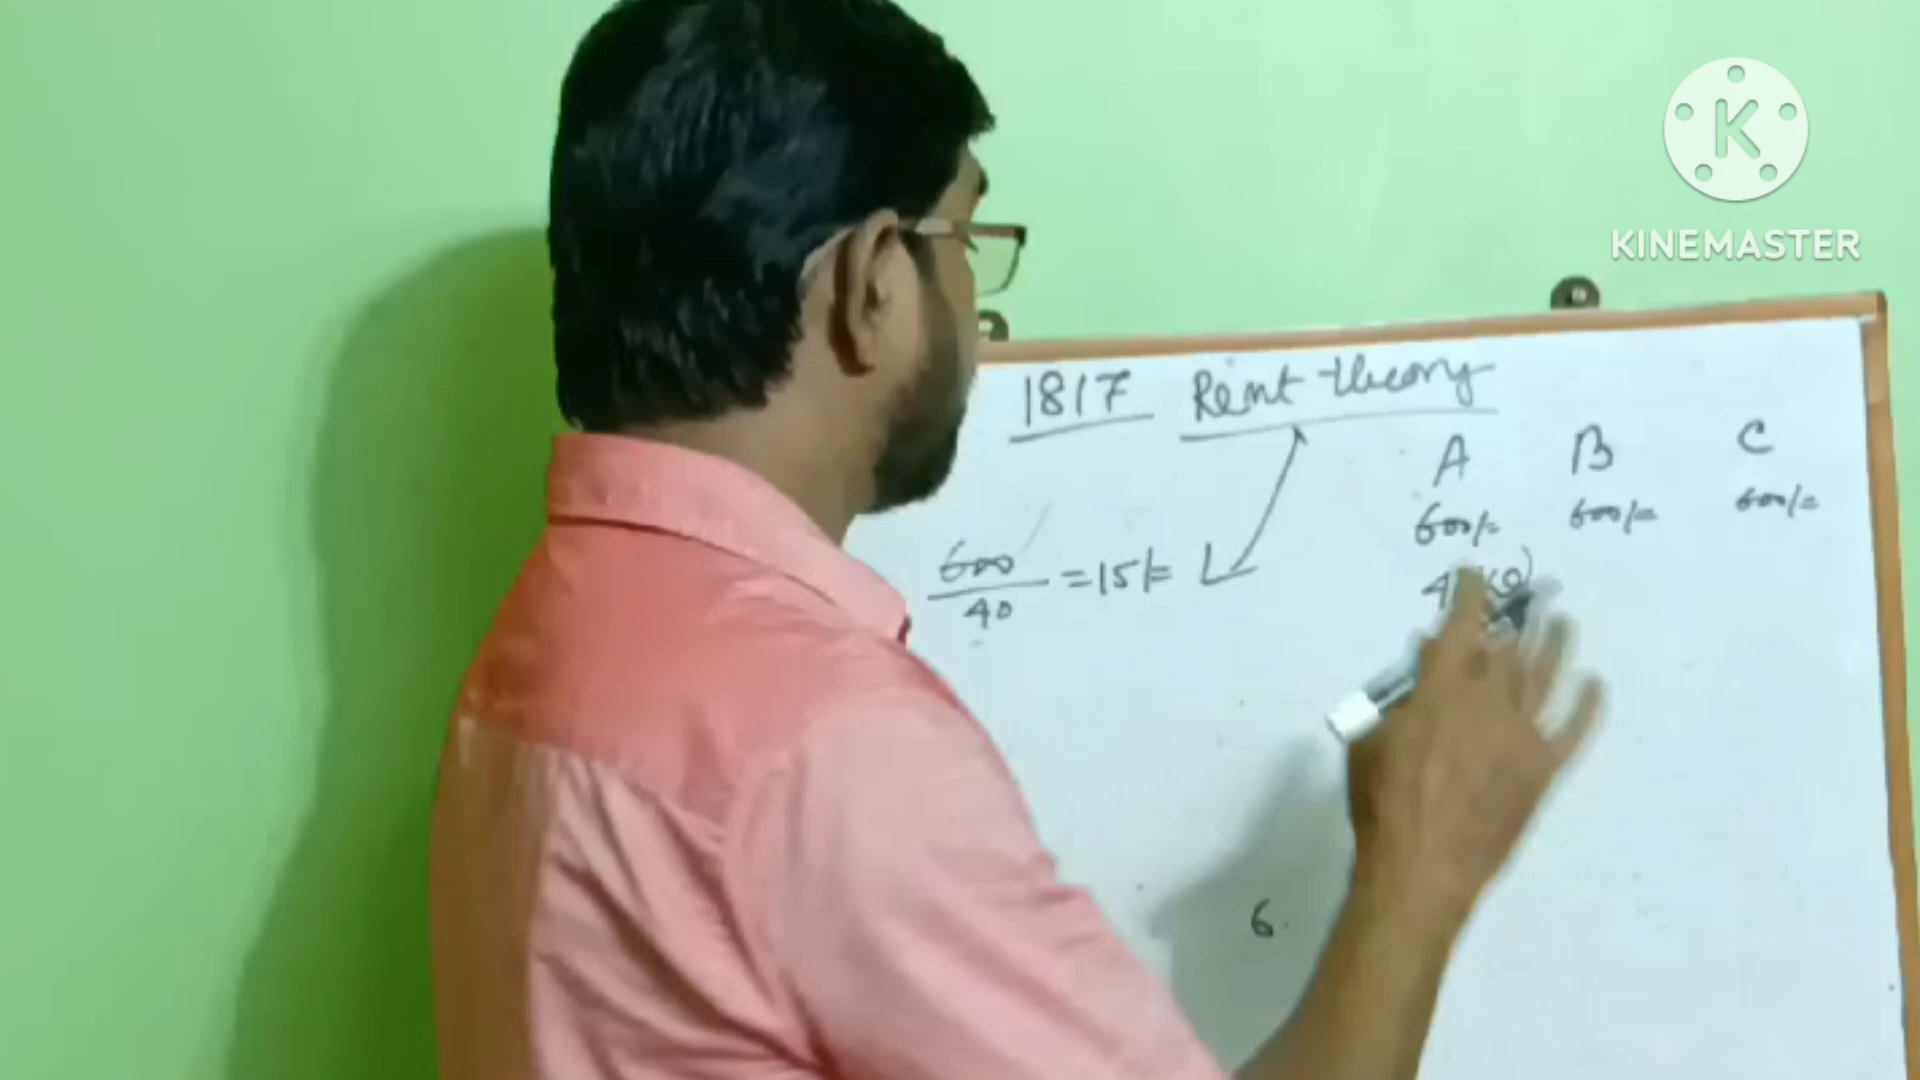 KINEMASTER
1817 Rent theory
A B C
600/= 600/= 600/=
600/40 = 15/=
6.